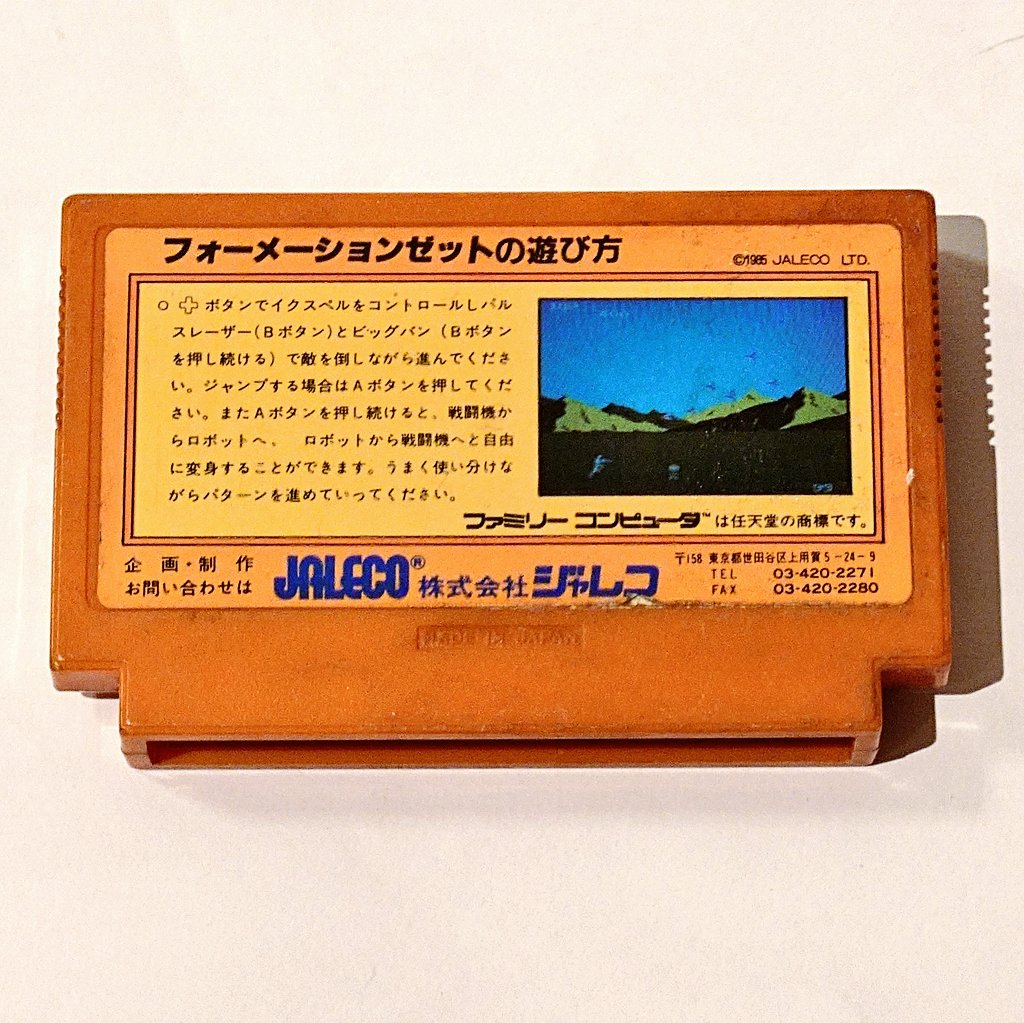 フォーメーションゼットの遊び方
©1985 JALECO LTD.
○ ✚ボタンでイクスペルをコントロールしパル
スレーザー(Bボタン)とビッグバン(Bボタン
を押し続ける)で敵を倒しながら進んでくださ
い。ジャンプする場合はAボタンを押してくだ
さい。またAボタンを押し続けると、戦闘機か
らロボットへ、 ロボットから戦闘機へと自由
に変身することができます。うまく使い分けな
がらパターンを進めていってください。
ファミリー コンピュータ™は任天堂の商標です。
企画・制作
お問い合わせは
JALECO® 株式会社 ジャレコ
〒158 東京都世田谷区上用賀5-24-9
TEL 03-420-2271
FAX 03-420-2280
MADE IN JAPAN